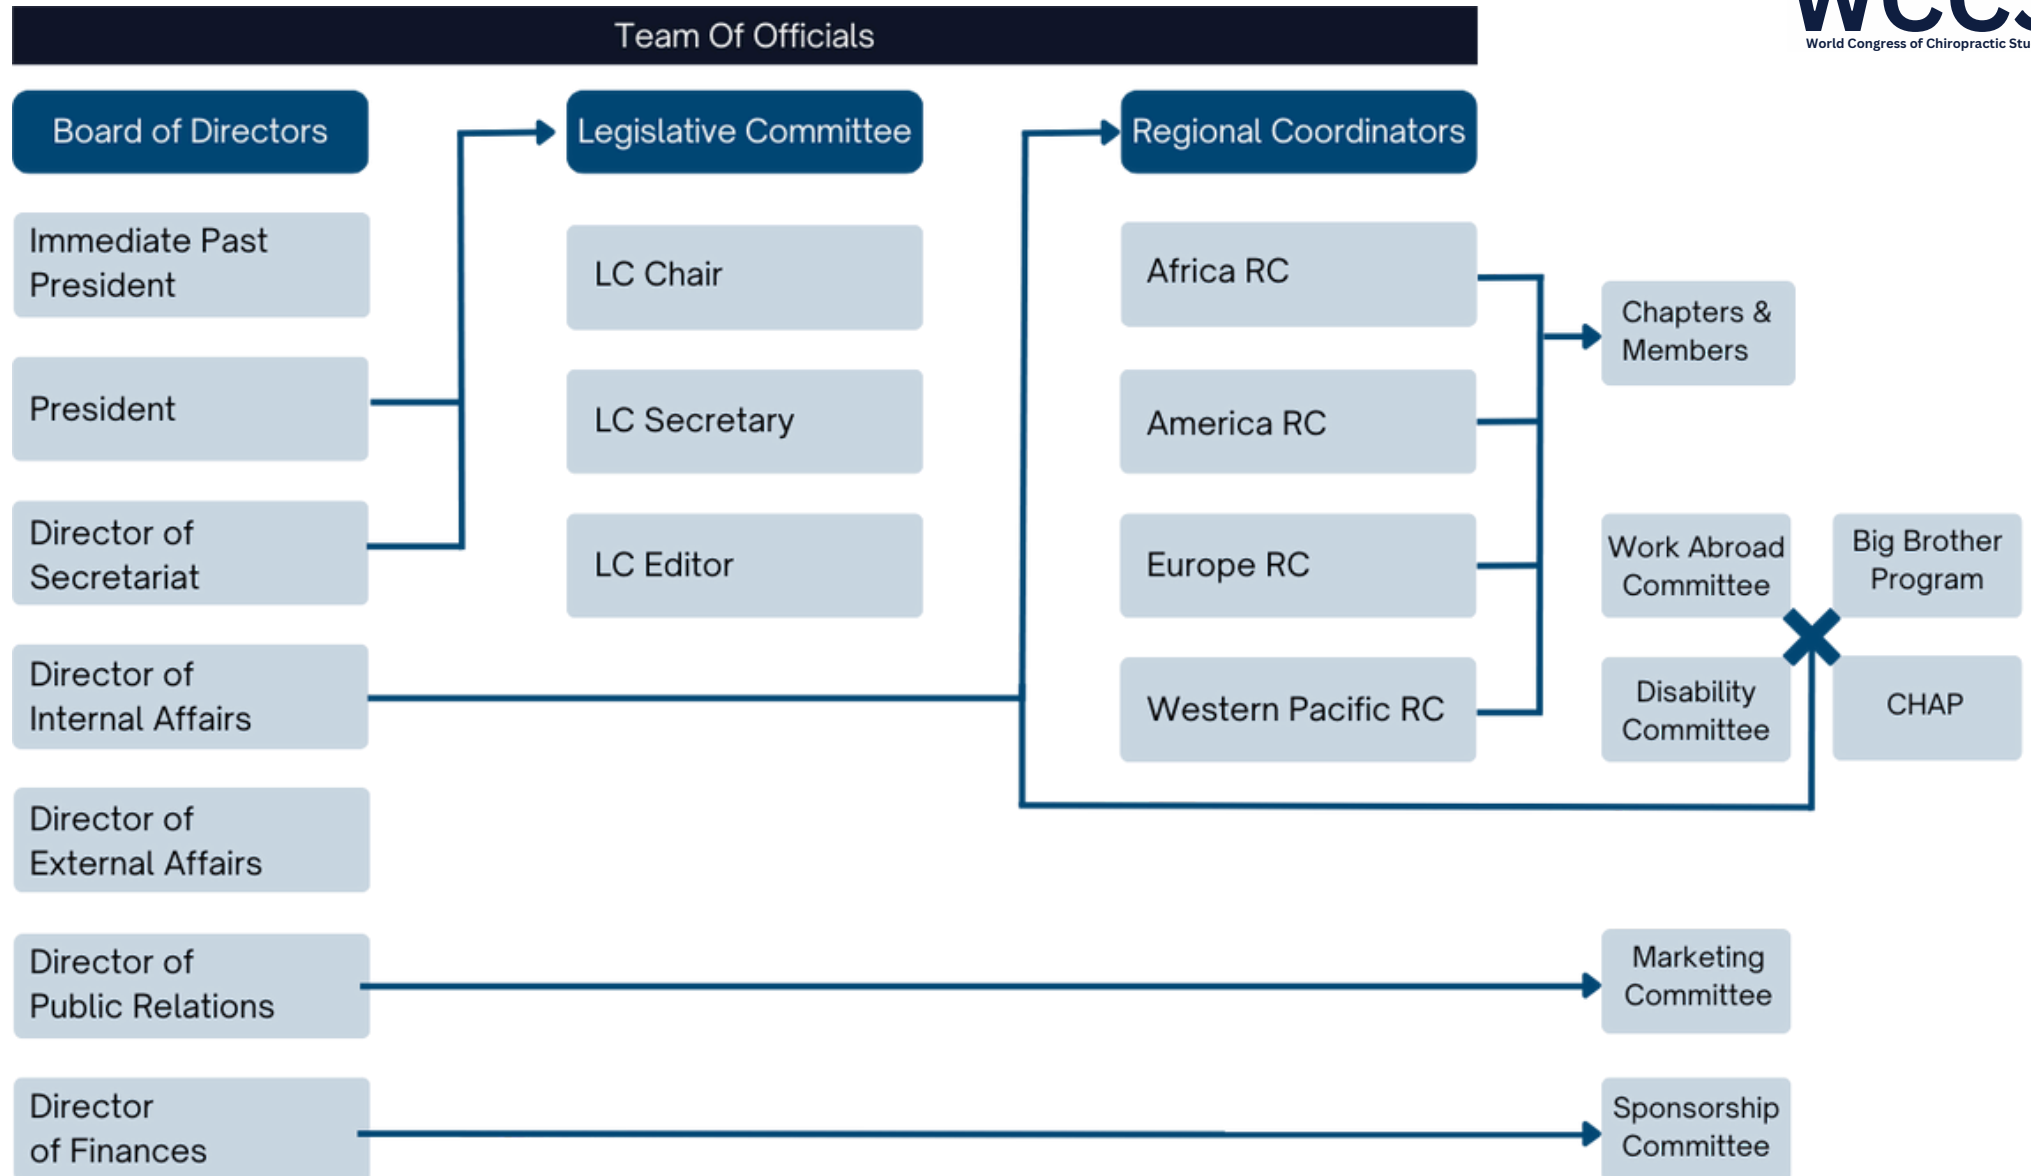 Team Of Officials
World Congress of Chiropractic
Board of Directors
Legislative Committee
Regional Coordinators
Immediate Past
President
President
Director of
Secretariat
Director of
Internal Affairs
Director of
External Affairs
Director of
Public Relations
Director
of Finances
LC Chair
LC Secretary
LC Editor
Africa RC
America RC
Europe RC
Western Pacific RC
Chapters &
Members
Work Abroad
Committee
Big Brother
Program
Disability
Committee
CHAP
Marketing
Committee
Sponsorship
Committee